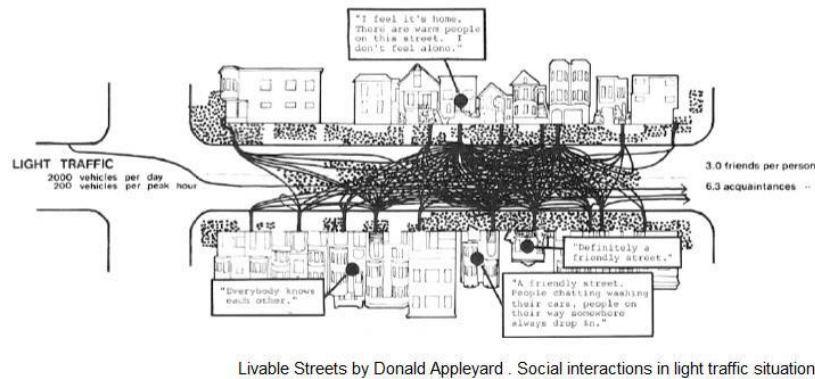 "I feel it's home.
There are warm people
on this street. I
don't feel alone."
LIGHT TRAFFIC
2000 vehicles per day
200 vehicles per peak hour
3.0 friends per person
6.3 acquaintances "
"Definitely a
friendly street."
"Everybody knows
each other."
"A friendly street.
People chatting washing
their cars, people on
their way somewhere
always drop in."
Livable Streets by Donald Appleyard . Social interactions in light traffic situation